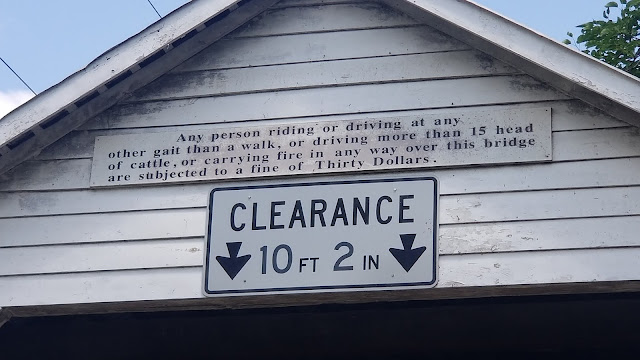 Any person riding or driving at any
other gait than a walk, or driving more than 15 head
of cattle, or carrying fire in any way over this bridge
are subjected to a fine of Thirty Dollars.
CLEARANCE
10 FT 2 IN